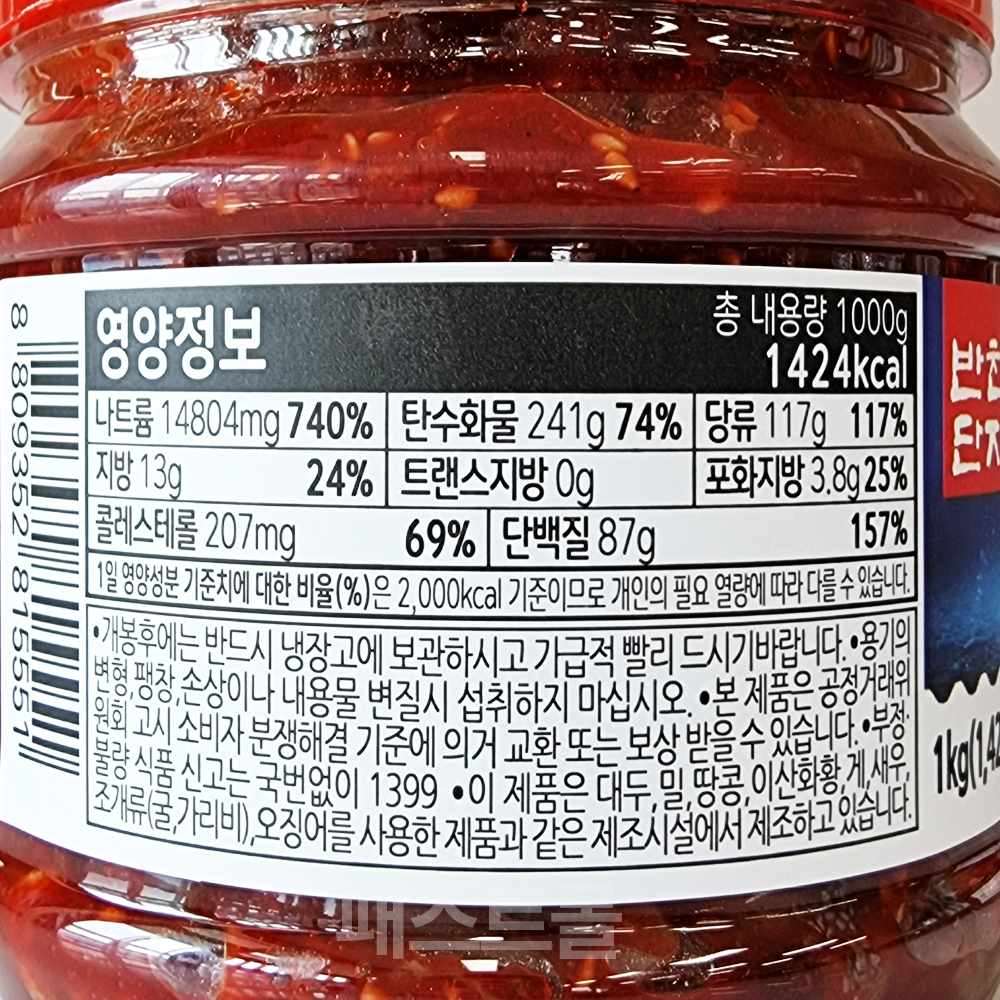 영양정보
총 내용량 1000g
1424kcal
나트륨 14804mg 740% 탄수화물 241g 74% 당류 117g 117%
지방 13g 24% 트랜스지방 0g 포화지방 3.8g 25%
콜레스테롤 207mg 69% 단백질 87g 157%
1일 영양성분 기준치에 대한 비율(%)은 2,000kcal 기준이므로 개인의 필요 열량에 따라 다를 수 있습니다.
•개봉후에는 반드시 냉장고에 보관하시고 가급적 빨리 드시기바랍니다. •용기의
변형,팽창,손상이나 내용물 변질시 섭취하지 마십시오. •본 제품은 공정거래위
원회 고시 소비자 분쟁해결 기준에 의거 교환 또는 보상 받을 수 있습니다. •부정·
불량 식품 신고는 국번없이 1399 •이 제품은 대두,밀,땅콩,이산화황,게,새우,
조개류(굴,가리비),오징어를 사용한 제품과 같은 제조시설에서 제조하고 있습니다.
8 809352 815551
반찬
단지
1kg(1,42
패스트몰